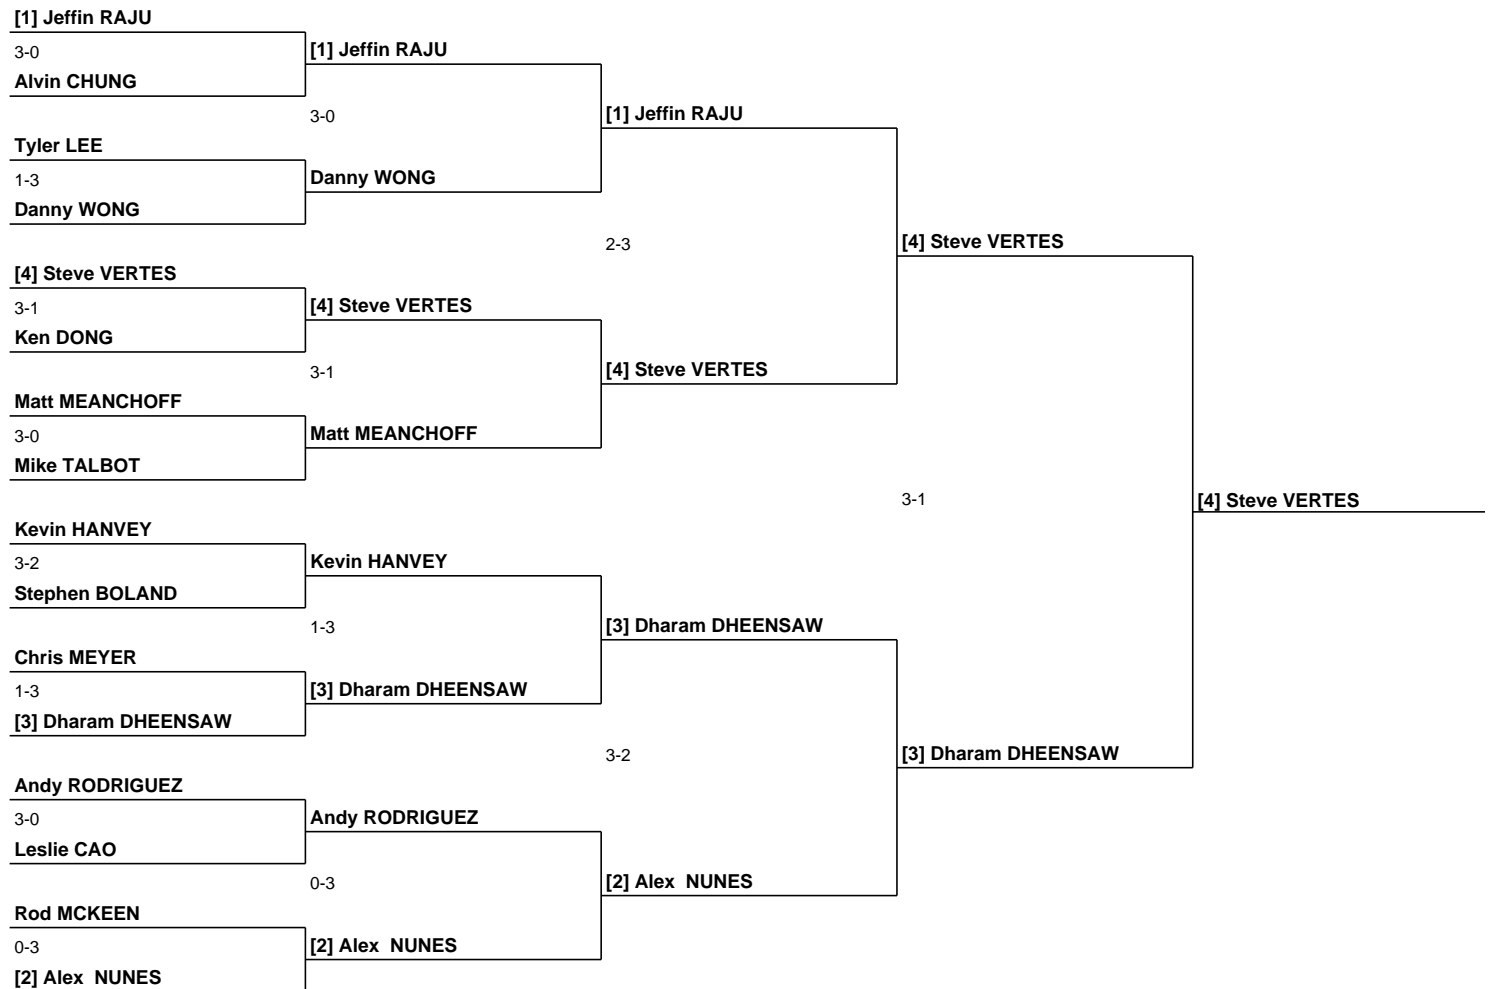 [1] Jeffin RAJU
3-0
[1] Jeffin RAJU
Alvin CHUNG
3-0
[1] Jeffin RAJU
Tyler LEE
1-3
Danny WONG
Danny WONG
2-3
[4] Steve VERTES
[4] Steve VERTES
3-1
[4] Steve VERTES
Ken DONG
3-1
[4] Steve VERTES
Matt MEANCHOFF
3-0
Matt MEANCHOFF
Mike TALBOT
3-1
[4] Steve VERTES
Kevin HANVEY
3-2
Kevin HANVEY
Stephen BOLAND
1-3
[3] Dharam DHEENSAW
Chris MEYER
1-3
[3] Dharam DHEENSAW
[3] Dharam DHEENSAW
3-2
[3] Dharam DHEENSAW
Andy RODRIGUEZ
3-0
Andy RODRIGUEZ
Leslie CAO
0-3
[2] Alex  NUNES
Rod MCKEEN
0-3
[2] Alex  NUNES
[2] Alex  NUNES